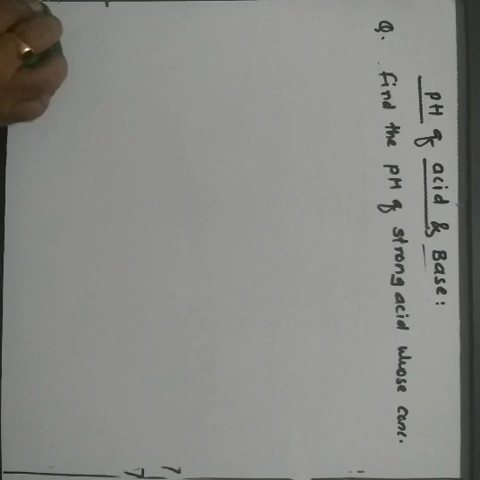 pH of acid & Base:
Q. find the pH of strong acid whose conc.